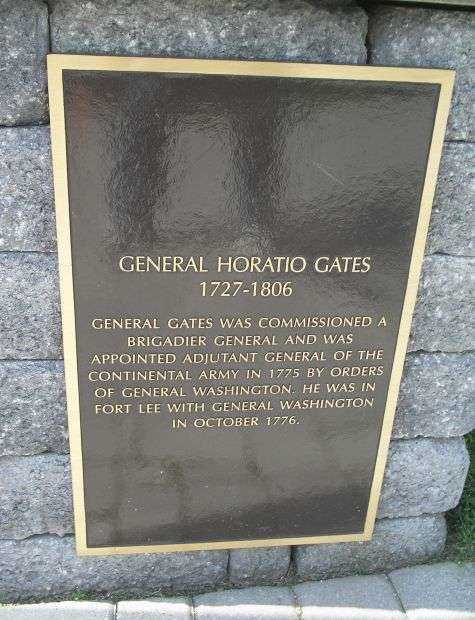 GENERAL HORATIO GATES
1727-1806
GENERAL GATES WAS COMMISSIONED A
BRIGADIER GENERAL AND WAS
APPOINTED ADJUTANT GENERAL OF THE
CONTINENTAL ARMY IN 1775 BY ORDERS
OF GENERAL WASHINGTON. HE WAS IN
FORT LEE WITH GENERAL WASHINGTON
IN OCTOBER 1776.